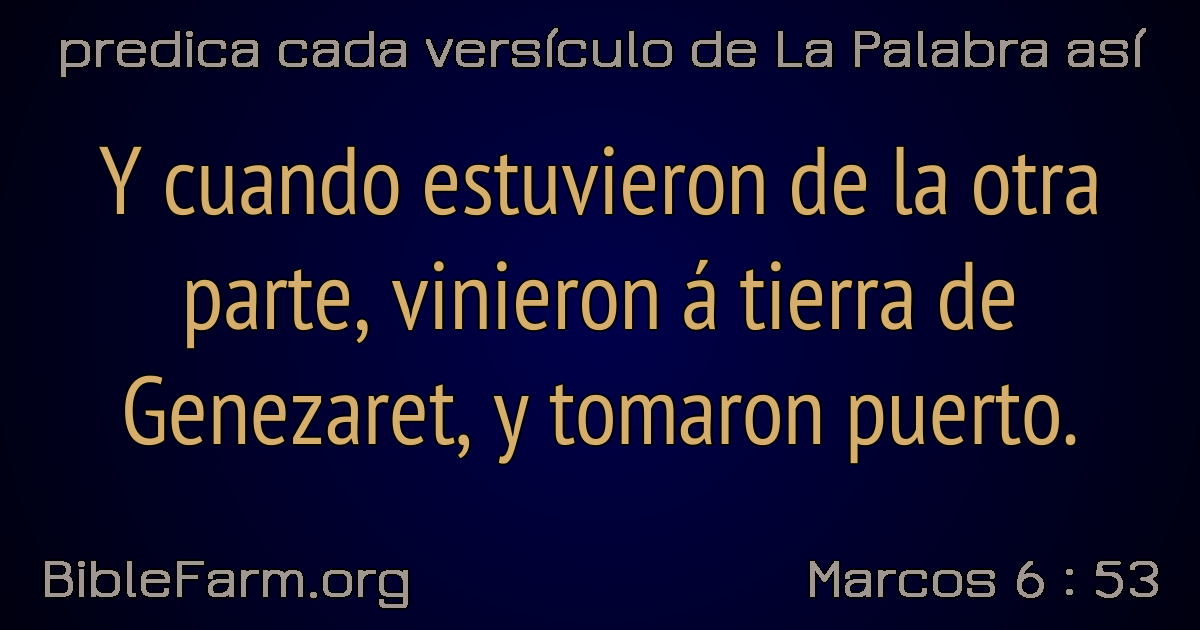 predica cada versículo de La Palabra así
Y cuando estuvieron de la otra
parte, vinieron á tierra de
Genezaret, y tomaron puerto.
BibleFarm.org
Marcos 6 : 53